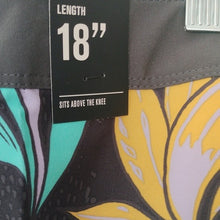 LENGTH
18”
SITS ABOVE THE KNEE